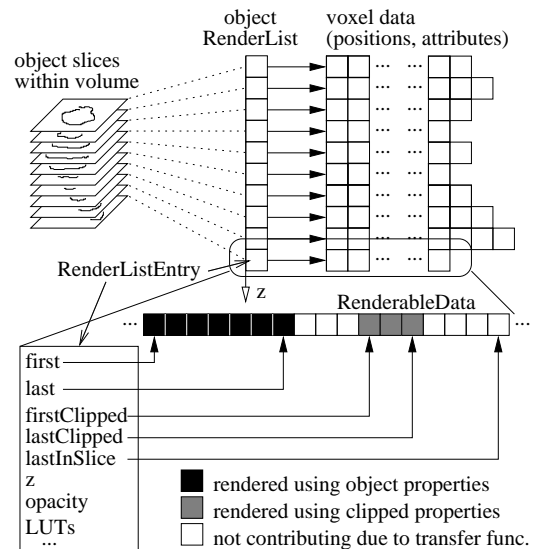 object
RenderList
voxel data
(positions, attributes)
object slices
within volume
... ...
... ...
... ...
... ...
... ...
... ...
... ...
... ...
... ...
... ...
RenderListEntry
z
RenderableData
... ...
first
last
firstClipped
lastClipped
lastInSlice
z
opacity
LUTs
...
rendered using object properties
rendered using clipped properties
not contributing due to transfer func.